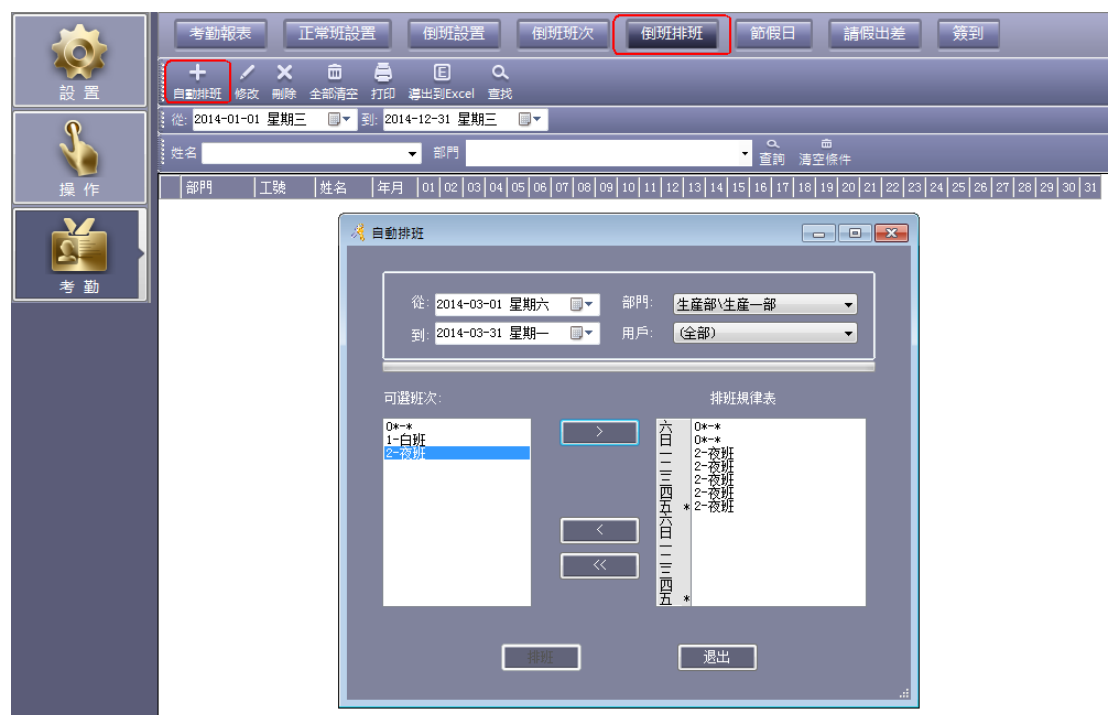 考勤報表 正常班設置 倒班設置 倒班班次 倒班排班 節假日 請假出差 簽到
設 置
自動排班 修改 刪除 全部清空 打印 導出到Excel 查找
從: 2014-01-01 星期三 到: 2014-12-31 星期三
姓名 部門 查詢 清空條件
操 作
部門 工號 姓名 年月 01 02 03 04 05 06 07 08 09 10 11 12 13 14 15 16 17 18 19 20 21 22 23 24 25 26 27 28 29 30 31
考 勤
自動排班
從: 2014-03-01 星期六 部門: 生産部\生産一部
到: 2014-03-31 星期一 用戶: (全部)
可選班次: 排班規律表
0*-*
1-白班
2-夜班
>
<
<<
六 0*-*
日 0*-*
一 2-夜班
二 2-夜班
三 2-夜班
四 2-夜班
五 * 2-夜班
六
日
一
二
三
四
五 *
排班 退出